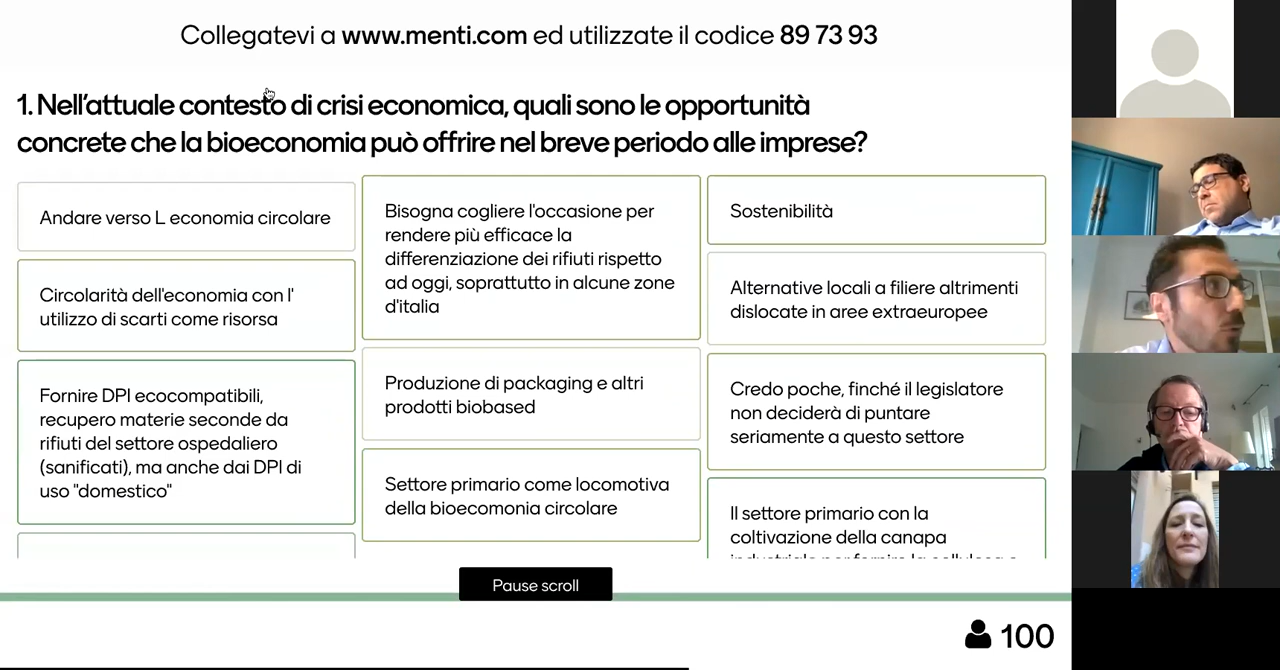 Collegatevi a www.menti.com ed utilizzate il codice 89 73 93
1. Nell'attuale contesto di crisi economica, quali sono le opportunità
concrete che la bioeconomia può offrire nel breve periodo alle imprese?
Andare verso L economia circolare
Circolarità dell'economia con l'
utilizzo di scarti come risorsa
Fornire DPI ecocompatibili,
recupero materie seconde da
rifiuti del settore ospedaliero
(sanificati), ma anche dai DPI di
uso "domestico"
Bisogna cogliere l'occasione per
rendere più efficace la
differenziazione dei rifiuti rispetto
ad oggi, soprattutto in alcune zone
d'italia
Produzione di packaging e altri
prodotti biobased
Settore primario come locomotiva
della bioecomonia circolare
Sostenibilità
Alternative locali a filiere altrimenti
dislocate in aree extraeuropee
Credo poche, finché il legislatore
non deciderà di puntare
seriamente a questo settore
Il settore primario con la
coltivazione della canapa
industriale per fornire la cellulosa e
Pause scroll
100